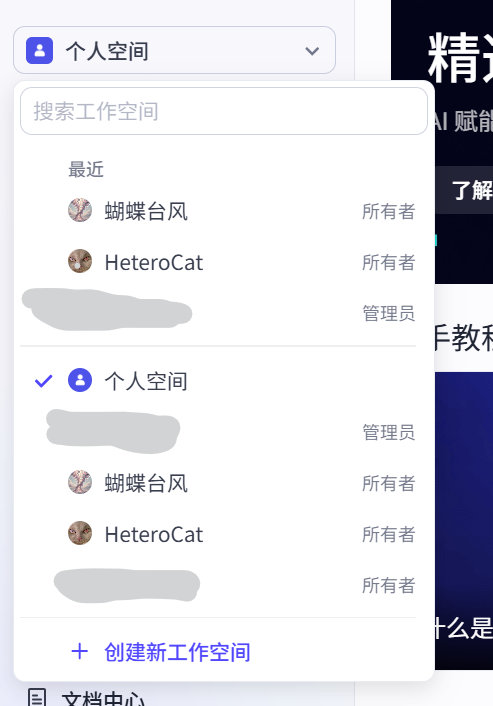 个人空间
搜索工作空间
最近
蝴蝶台风 所有者
HeteroCat 所有者
管理员
个人空间
管理员
蝴蝶台风 所有者
HeteroCat 所有者
所有者
+ 创建新工作空间
文档中心
精
AI 赋能
了解
手教程
什么是